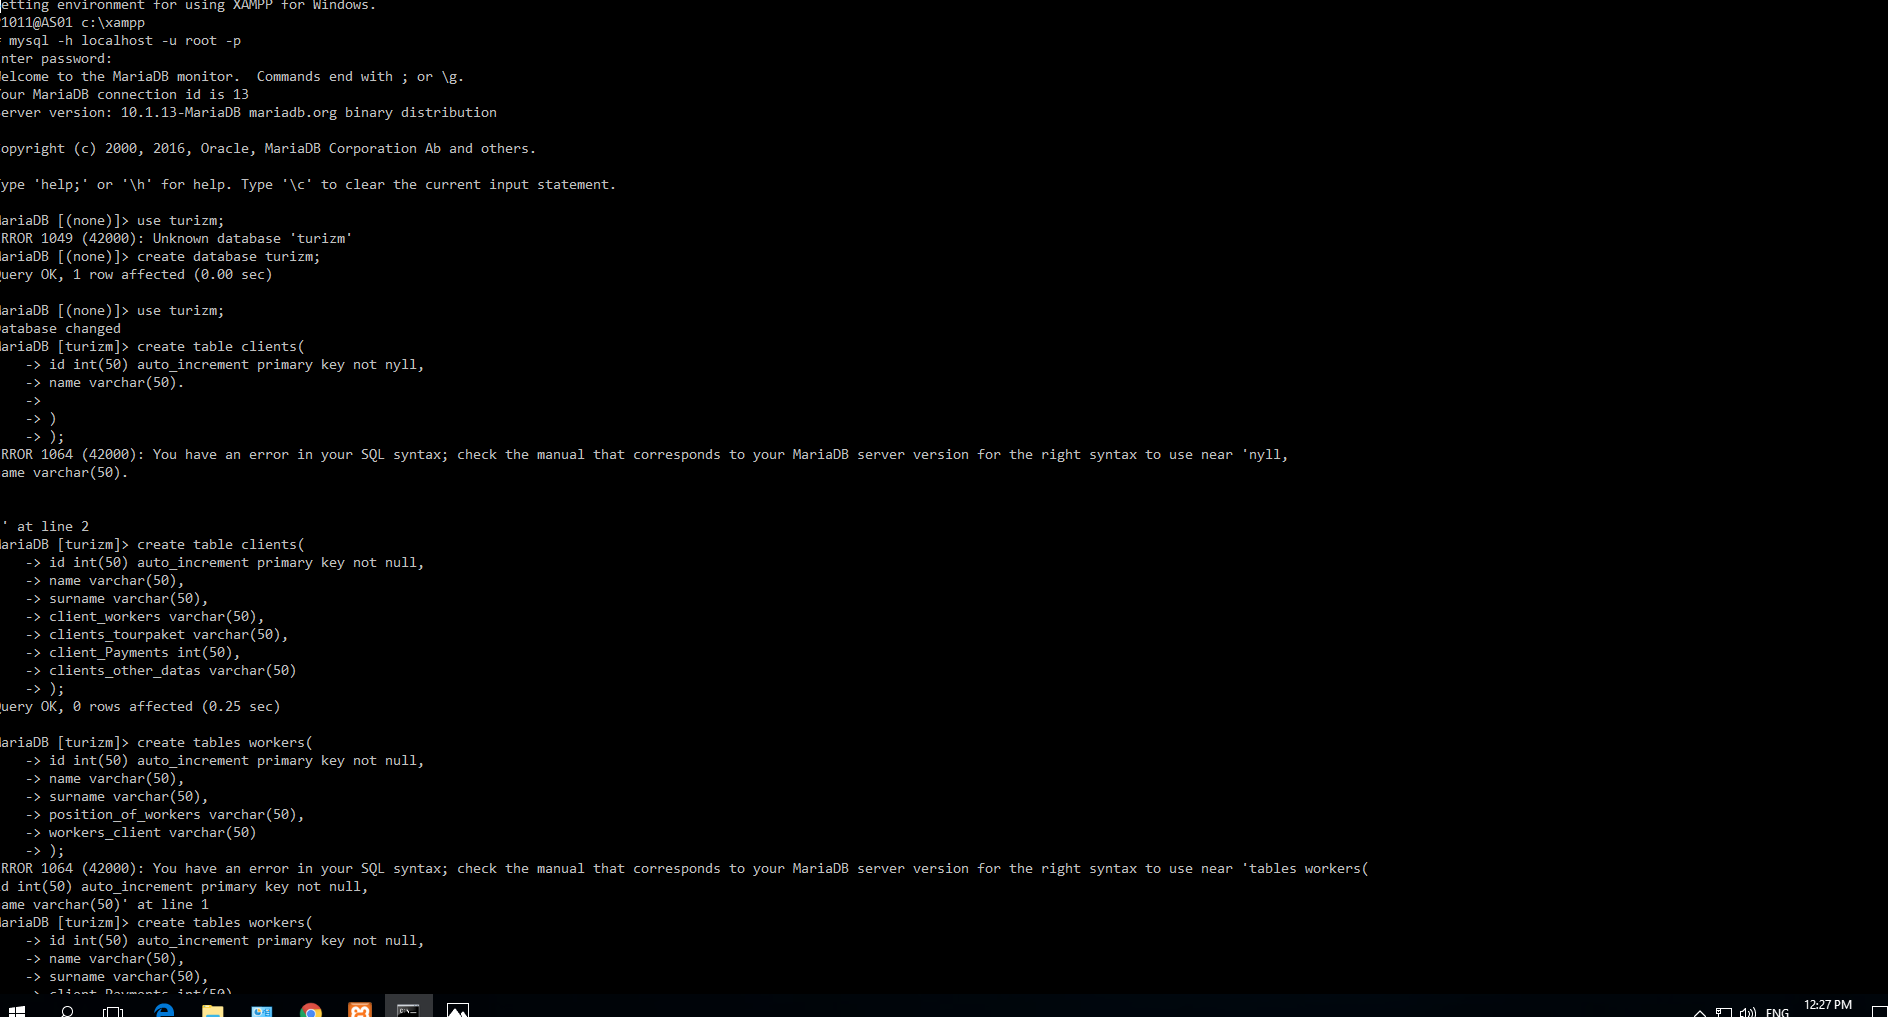 etting environment for using XAMPP for Windows.
1011@AS01 c:\xampp
mysql -h localhost -u root -p
nter password:
elcome to the MariaDB monitor.  Commands end with ; or \g.
our MariaDB connection id is 13
erver version: 10.1.13-MariaDB mariadb.org binary distribution
opyright (c) 2000, 2016, Oracle, MariaDB Corporation Ab and others.
ype 'help;' or '\h' for help. Type '\c' to clear the current input statement.
ariaDB [(none)]> use turizm;
RROR 1049 (42000): Unknown database 'turizm'
ariaDB [(none)]> create database turizm;
uery OK, 1 row affected (0.00 sec)
ariaDB [(none)]> use turizm;
atabase changed
ariaDB [turizm]> create table clients(
-> id int(50) auto_increment primary key not nyll,
-> name varchar(50).
->
-> )
-> );
RROR 1064 (42000): You have an error in your SQL syntax; check the manual that corresponds to your MariaDB server version for the right syntax to use near 'nyll,
ame varchar(50).
' at line 2
ariaDB [turizm]> create table clients(
-> id int(50) auto_increment primary key not null,
-> name varchar(50),
-> surname varchar(50),
-> client_workers varchar(50),
-> clients_tourpaket varchar(50),
-> client_Payments int(50),
-> clients_other_datas varchar(50)
-> );
uery OK, 0 rows affected (0.25 sec)
ariaDB [turizm]> create tables workers(
-> id int(50) auto_increment primary key not null,
-> name varchar(50),
-> surname varchar(50),
-> position_of_workers varchar(50),
-> workers_client varchar(50)
-> );
RROR 1064 (42000): You have an error in your SQL syntax; check the manual that corresponds to your MariaDB server version for the right syntax to use near 'tables workers(
d int(50) auto_increment primary key not null,
ame varchar(50)' at line 1
ariaDB [turizm]> create tables workers(
-> id int(50) auto_increment primary key not null,
-> name varchar(50),
-> surname varchar(50),
-> client_Payments int(50)
ENG
12:27 PM